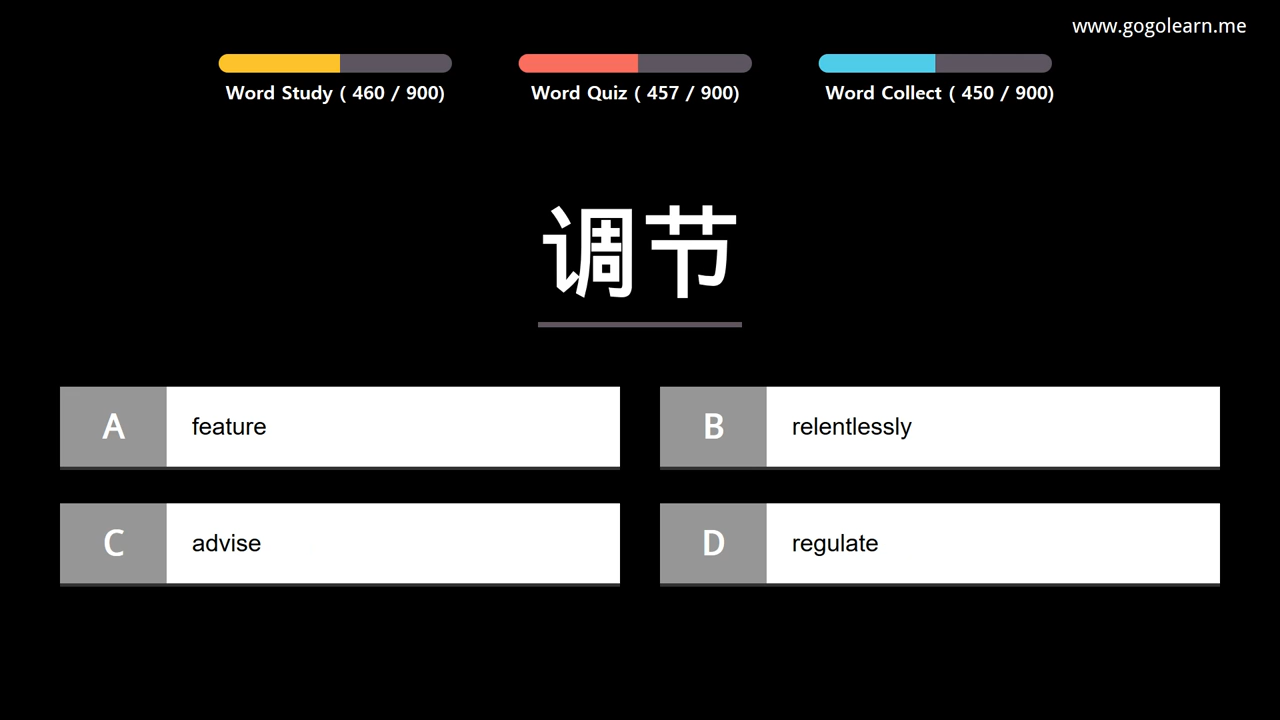 www.gogolearn.me
Word Study ( 460 / 900)
Word Quiz ( 457 / 900)
Word Collect ( 450 / 900)
调节
A feature
B relentlessly
C advise
D regulate